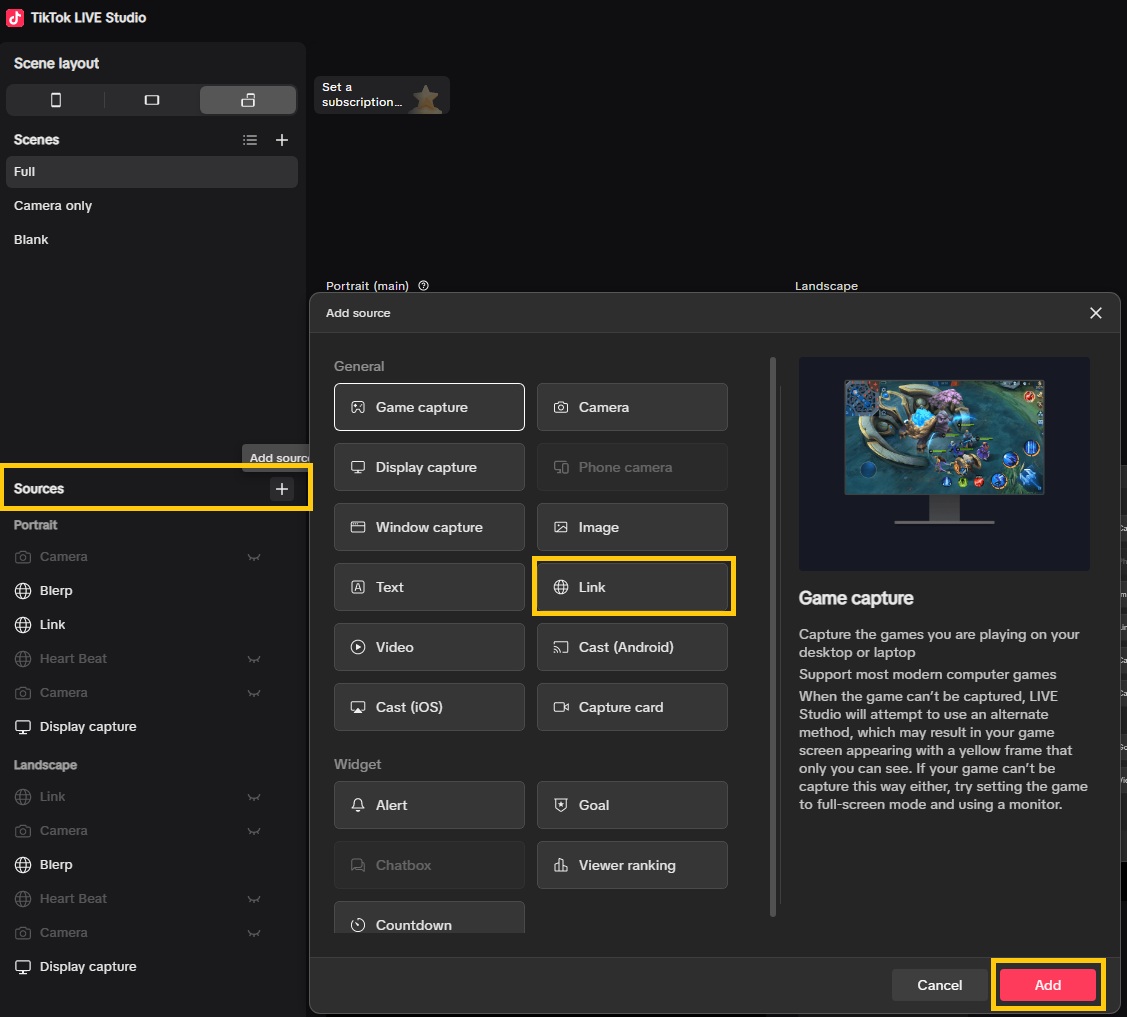 TikTok LIVE Studio
Scene layout
Set a
subscription...
Scenes
Full
Camera only
Blank
Portrait (main)
Landscape
Add source
Sources
Portrait
Camera
Blerp
Link
Heart Beat
Camera
Display capture
Landscape
Link
Camera
Blerp
Heart Beat
Camera
Display capture
Add source
General
Game capture
Camera
Display capture
Phone camera
Window capture
Image
Text
Link
Video
Cast (Android)
Cast (iOS)
Capture card
Widget
Alert
Goal
Chatbox
Viewer ranking
Countdown
Game capture
Capture the games you are playing on your
desktop or laptop
Support most modern computer games
When the game can’t be captured, LIVE
Studio will attempt to use an alternate
method, which may result in your game
screen appearing with a yellow frame that
only you can see. If your game can’t be
capture this way either, try setting the game
to full-screen mode and using a monitor.
Cancel
Add